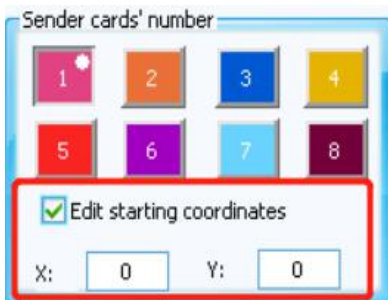 Sender cards' number
1 2 3 4
5 6 7 8
Edit starting coordinates
X: 0 Y: 0